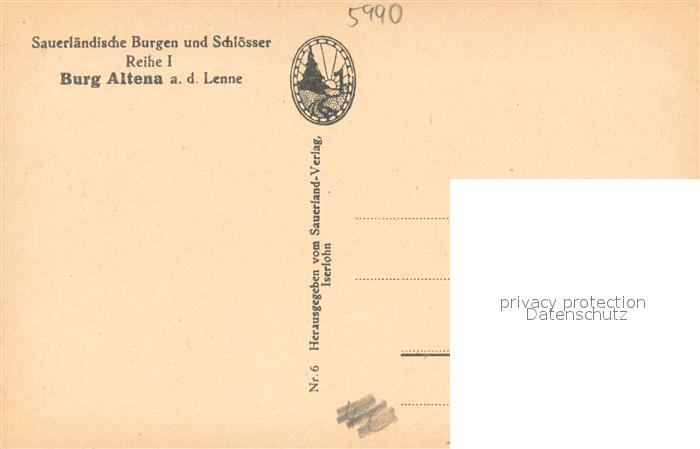 5990
Sauerländische Burgen und Schlösser
Reihe I
Burg Altena a. d. Lenne
Nr. 6 Herausgegeben vom Sauerland-Verlag,
Iserlohn
privacy protection
Datenschutz